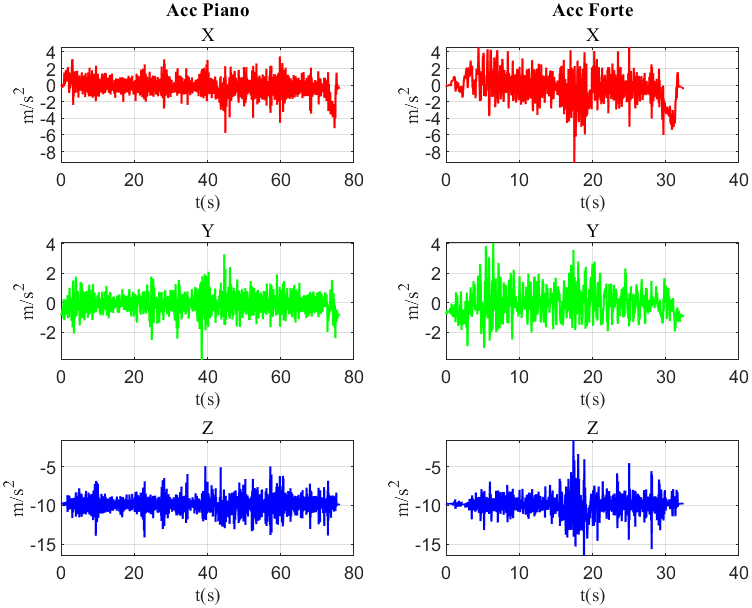 Acc Piano Acc Forte
X X
4 2 0 -2 -4 -6 -8 m/s² 4 2 0 -2 -4 -6 -8 m/s²
0 20 40 60 80 0 10 20 30 40
t(s) t(s)
Y Y
4 2 0 -2 m/s² 4 2 0 -2 m/s²
0 20 40 60 80 0 10 20 30 40
t(s) t(s)
Z Z
-5 -10 -15 m/s² -5 -10 -15 m/s²
0 20 40 60 80 0 10 20 30 40
t(s) t(s)